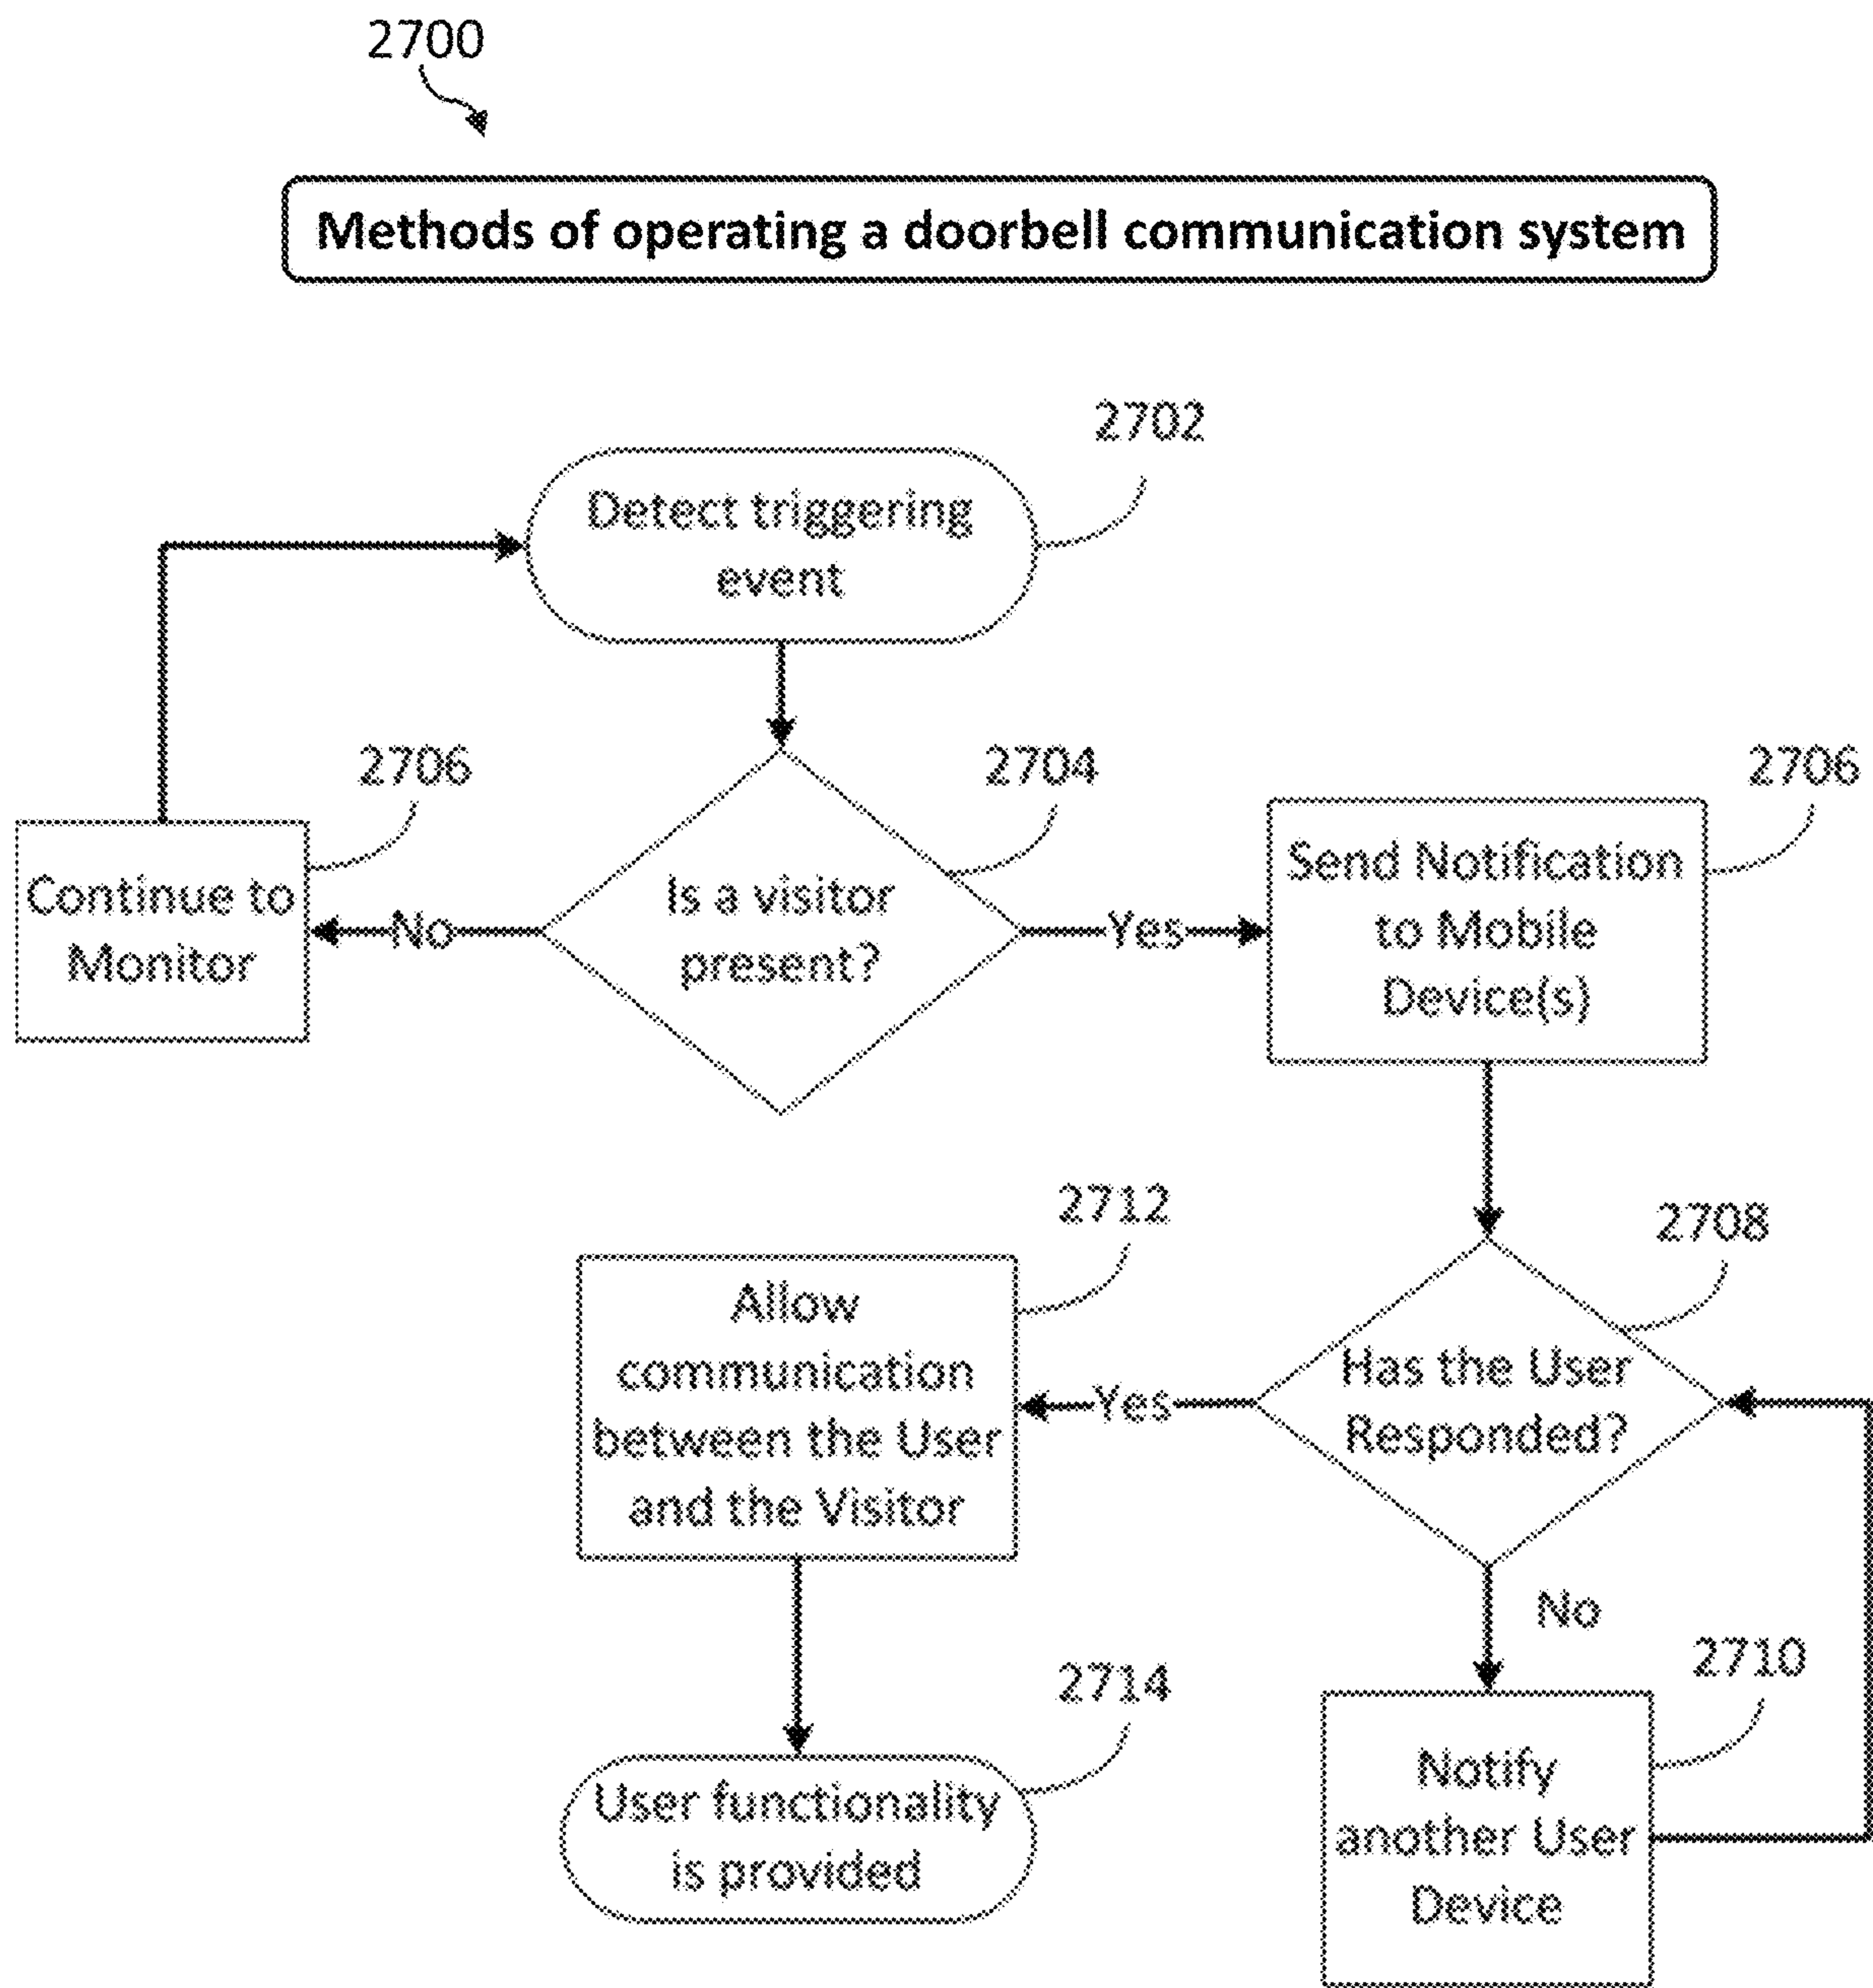 2700
Methods of operating a doorbell communication system
2702
Detect triggering
event
2706
2704
2706
Continue to
Monitor
No
Is a visitor
present?
Yes
Send Notification
to Mobile
Device(s)
2712
2708
Allow
communication
between the User
and the Visitor
Yes
Has the User
Responded?
No
2714
2710
User functionality
is provided
Notify
another User
Device